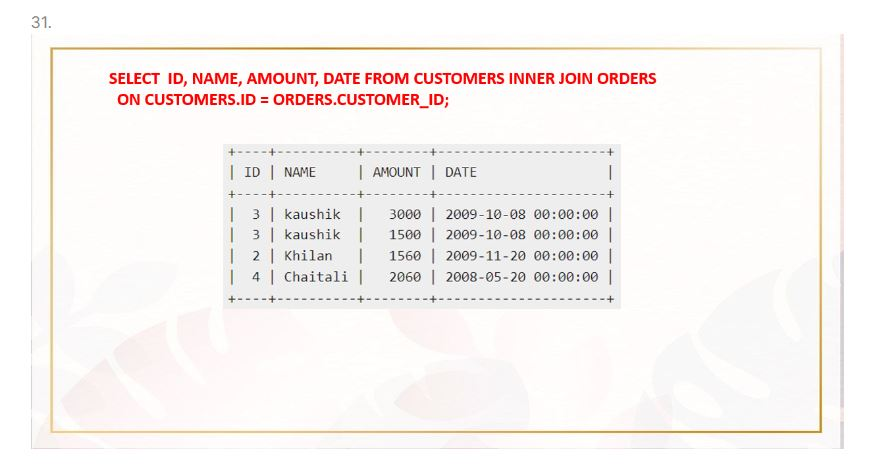 31.
SELECT  ID, NAME, AMOUNT, DATE FROM CUSTOMERS INNER JOIN ORDERS
ON CUSTOMERS.ID = ORDERS.CUSTOMER_ID;
+----+----------+--------+---------------------+
| ID | NAME     | AMOUNT | DATE                |
+----+----------+--------+---------------------+
|  3 | kaushik  |   3000 | 2009-10-08 00:00:00 |
|  3 | kaushik  |   1500 | 2009-10-08 00:00:00 |
|  2 | Khilan   |   1560 | 2009-11-20 00:00:00 |
|  4 | Chaitali |   2060 | 2008-05-20 00:00:00 |
+----+----------+--------+---------------------+